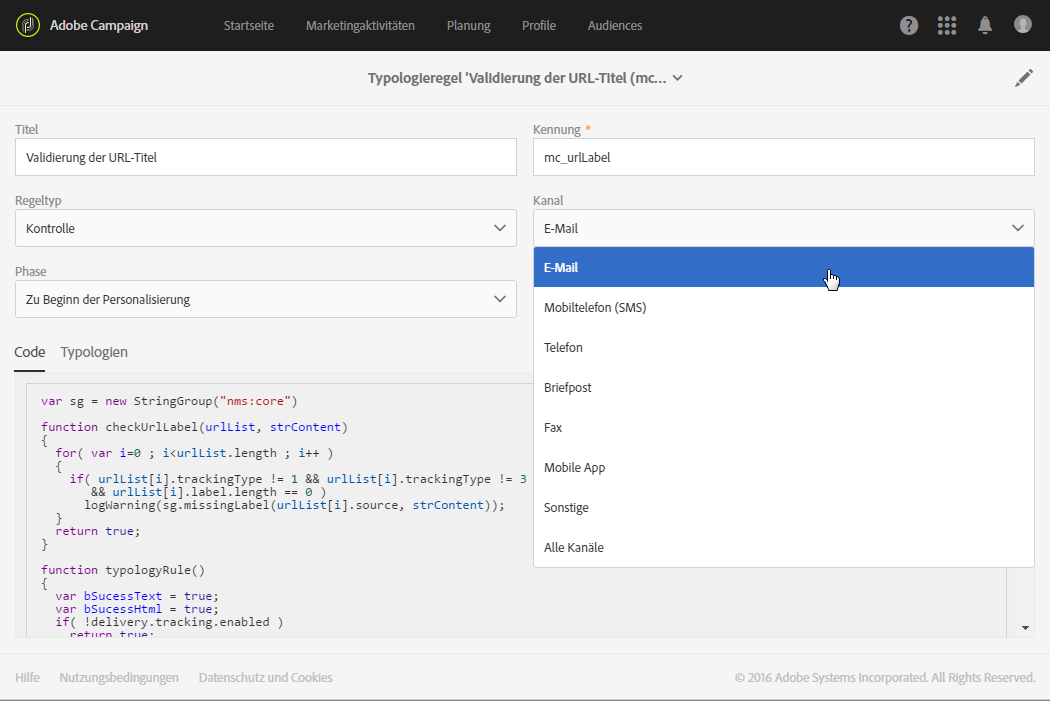 Adobe Campaign
Startseite Marketingaktivitäten Planung Profile Audiences
Typologieregel 'Validierung der URL-Titel (mc...
Titel
Validierung der URL-Titel
Kennung *
mc_urlLabel
Regeltyp
Kontrolle
Kanal
E-Mail
E-Mail
Mobiltelefon (SMS)
Telefon
Briefpost
Fax
Mobile App
Sonstige
Alle Kanäle
Phase
Zu Beginn der Personalisierung
Code Typologien
var sg = new StringGroup("nms:core")
function checkUrlLabel(urlList, strContent)
{
for( var i=0 ; i<urlList.length ; i++ )
{
if( urlList[i].trackingType != 1 && urlList[i].trackingType != 3
&& urlList[i].label.length == 0 )
logWarning(sg.missingLabel(urlList[i].source, strContent));
}
return true;
}
function typologyRule()
{
var bSucessText = true;
var bSucessHtml = true;
if( !delivery.tracking.enabled )
return true;
Hilfe Nutzungsbedingungen Datenschutz und Cookies
© 2016 Adobe Systems Incorporated. All Rights Reserved.